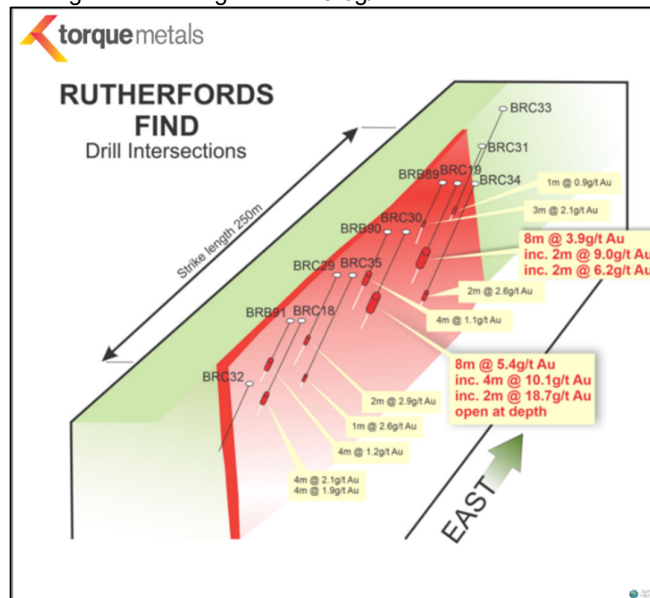 torquemetals
RUTHERFORDS
FIND
Drill Intersections
Strike length 250m
BRC33
BRC31
BRB89
BRC19
BRC34
1m @ 0.9g/t Au
3m @ 2.1g/t Au
BRB90
BRC30
8m @ 3.9g/t Au
inc. 2m @ 9.0g/t Au
inc. 2m @ 6.2g/t Au
BRC29
BRC35
2m @ 2.6g/t Au
4m @ 1.1g/t Au
BRB91
BRC18
8m @ 5.4g/t Au
inc. 4m @ 10.1g/t Au
inc. 2m @ 18.7g/t Au
open at depth
BRC32
2m @ 2.9g/t Au
1m @ 2.6g/t Au
4m @ 1.2g/t Au
4m @ 2.1g/t Au
4m @ 1.9g/t Au
EAST